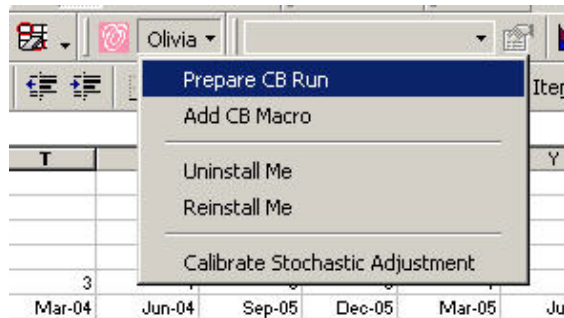 Olivia
Prepare CB Run
Add CB Macro
Uninstall Me
Reinstall Me
Calibrate Stochastic Adjustment
T Y
3
Mar-04 Jun-04 Sep-05 Dec-05 Mar-05